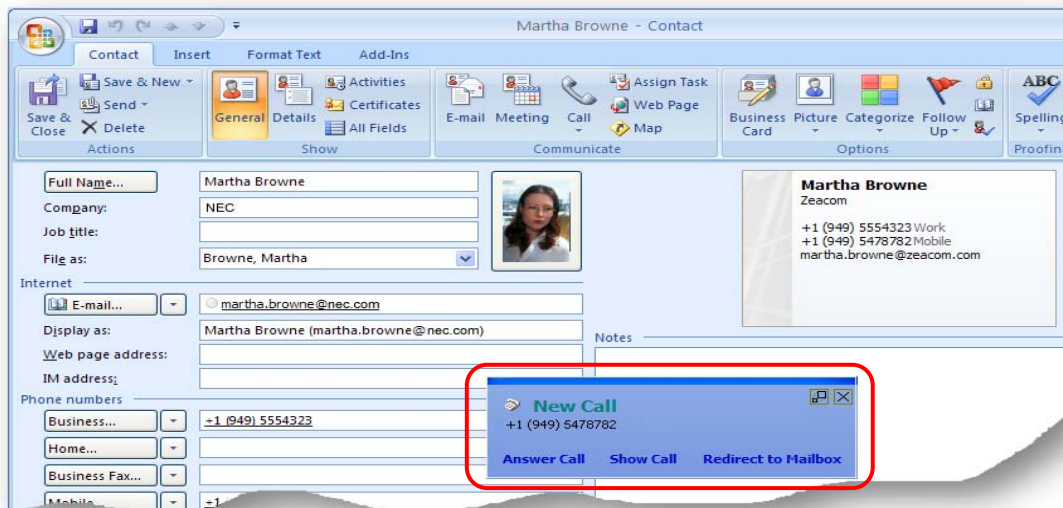 Martha Browne - Contact
Contact Insert Format Text Add-Ins
Save & Close
Save & New
Send
Delete
Actions
General
Details
Activities
Certificates
All Fields
Show
E-mail
Meeting
Call
Assign Task
Web Page
Map
Communicate
Business Card
Picture
Categorize
Follow Up
Options
ABC
Spelling
Proofin
Full Name... Martha Browne
Company: NEC
Job title:
File as: Browne, Martha
Internet
E-mail... martha.browne@nec.com
Display as: Martha Browne (martha.browne@nec.com)
Web page address:
IM address:
Phone numbers
Business... +1 (949) 5554323
Home...
Business Fax...
Mobile... +1
Martha Browne
Zeacom
+1 (949) 5554323 Work
+1 (949) 5478782 Mobile
martha.browne@zeacom.com
Notes
New Call
+1 (949) 5478782
Answer Call Show Call Redirect to Mailbox